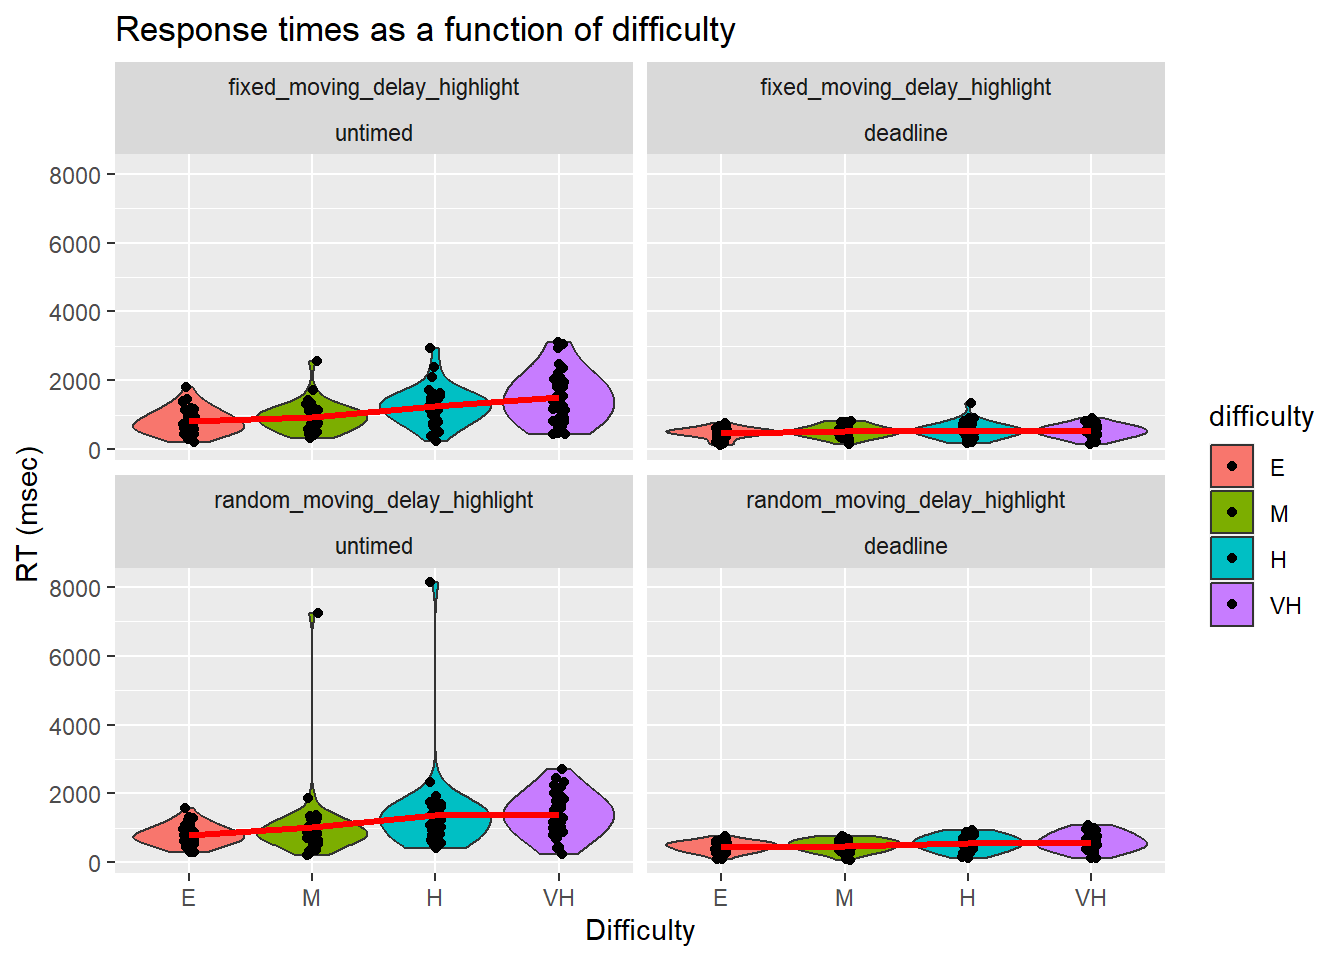 Response times as a function of difficulty
fixed_moving_delay_highlight
untimed
fixed_moving_delay_highlight
deadline
8000
6000
4000
2000
0
random_moving_delay_highlight
untimed
random_moving_delay_highlight
deadline
8000
6000
4000
2000
0
RT (msec)
E
M
H
VH
E
M
H
VH
Difficulty
difficulty
E
M
H
VH